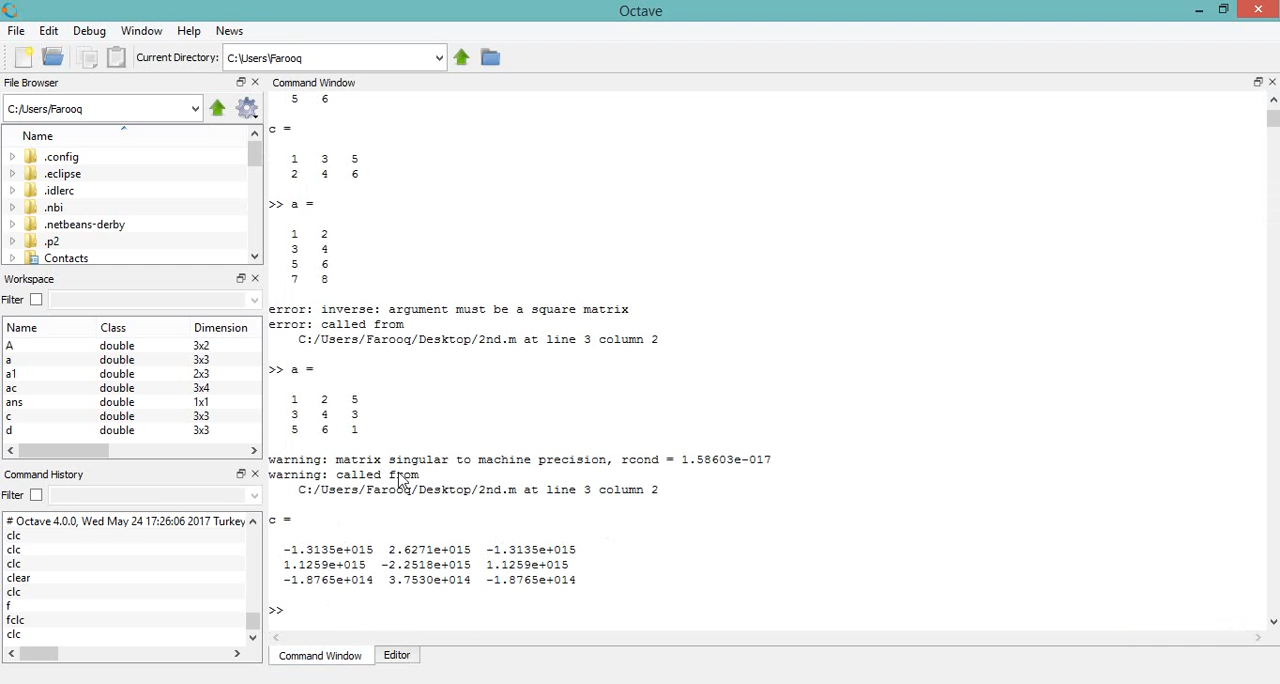 Octave
File Edit Debug Window Help News
Current Directory: C:\Users\Farooq
File Browser
C:/Users/Farooq
Name
.config
.eclipse
.idlerc
.nbi
.netbeans-derby
.p2
Contacts
Workspace
Filter
Name Class Dimension
A double 3x2
a double 3x3
a1 double 2x3
ac double 3x4
ans double 1x1
c double 3x3
d double 3x3
Command History
Filter
# Octave 4.0.0, Wed May 24 17:26:06 2017 Turkey
clc
clc
clc
clear
clc
f
fclc
clc
Command Window
5 6
c =
1 3 5
2 4 6
>> a =
1 2
3 4
5 6
7 8
error: inverse: argument must be a square matrix
error: called from
C:/Users/Farooq/Desktop/2nd.m at line 3 column 2
>> a =
1 2 5
3 4 3
5 6 1
warning: matrix singular to machine precision, rcond = 1.58603e-017
warning: called from
C:/Users/Farooq/Desktop/2nd.m at line 3 column 2
c =
-1.3135e+015 2.6271e+015 -1.3135e+015
1.1259e+015 -2.2518e+015 1.1259e+015
-1.8765e+014 3.7530e+014 -1.8765e+014
>>
Command Window Editor